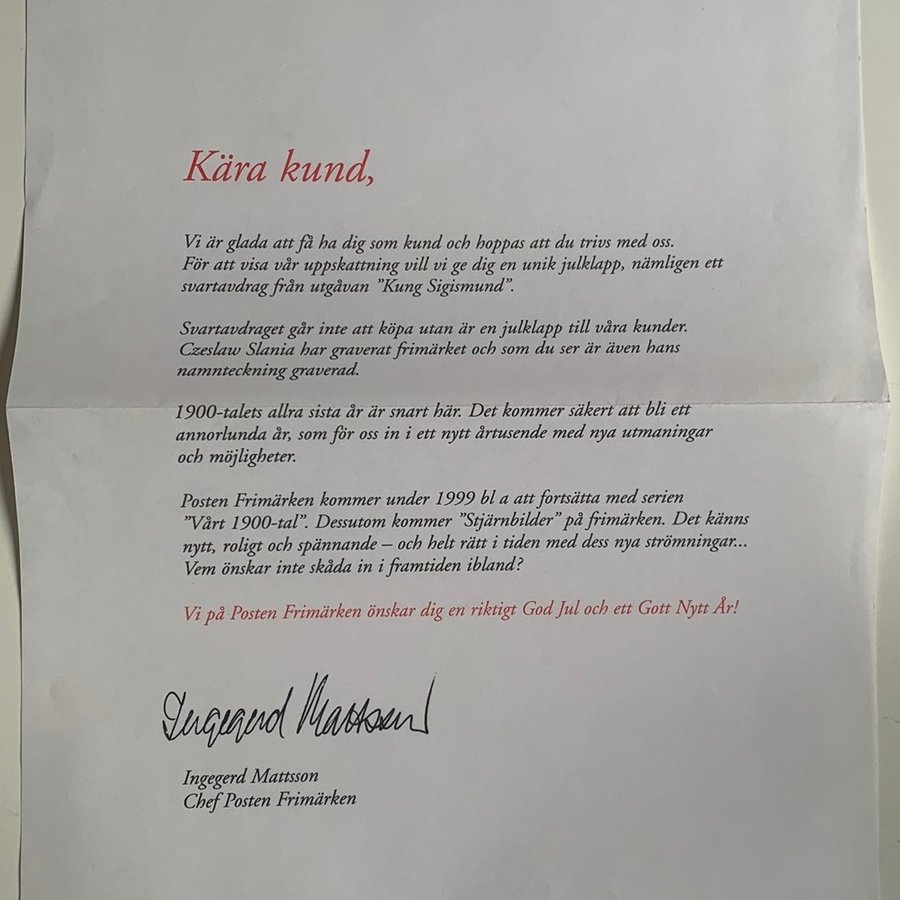 Kära kund,
Vi är glada att få ha dig som kund och hoppas att du trivs med oss.
För att visa vår uppskattning vill vi ge dig en unik julklapp, nämligen ett
svartavdrag från utgåvan ”Kung Sigismund”.
Svartavdraget går inte att köpa utan är en julklapp till våra kunder.
Czeslaw Slania har graverat frimärket och som du ser är även hans
namnteckning graverad.
1900-talets allra sista år är snart här. Det kommer säkert att bli ett
annorlunda år, som för oss in i ett nytt årtusende med nya utmaningar
och möjligheter.
Posten Frimärken kommer under 1999 bl a att fortsätta med serien
”Vårt 1900-tal”. Dessutom kommer ”Stjärnbilder” på frimärken. Det känns
nytt, roligt och spännande – och helt rätt i tiden med dess nya strömningar...
Vem önskar inte skåda in i framtiden ibland?
Vi på Posten Frimärken önskar dig en riktigt God Jul och ett Gott Nytt År!
Ingegerd Mattsson
Ingegerd Mattsson
Chef Posten Frimärken